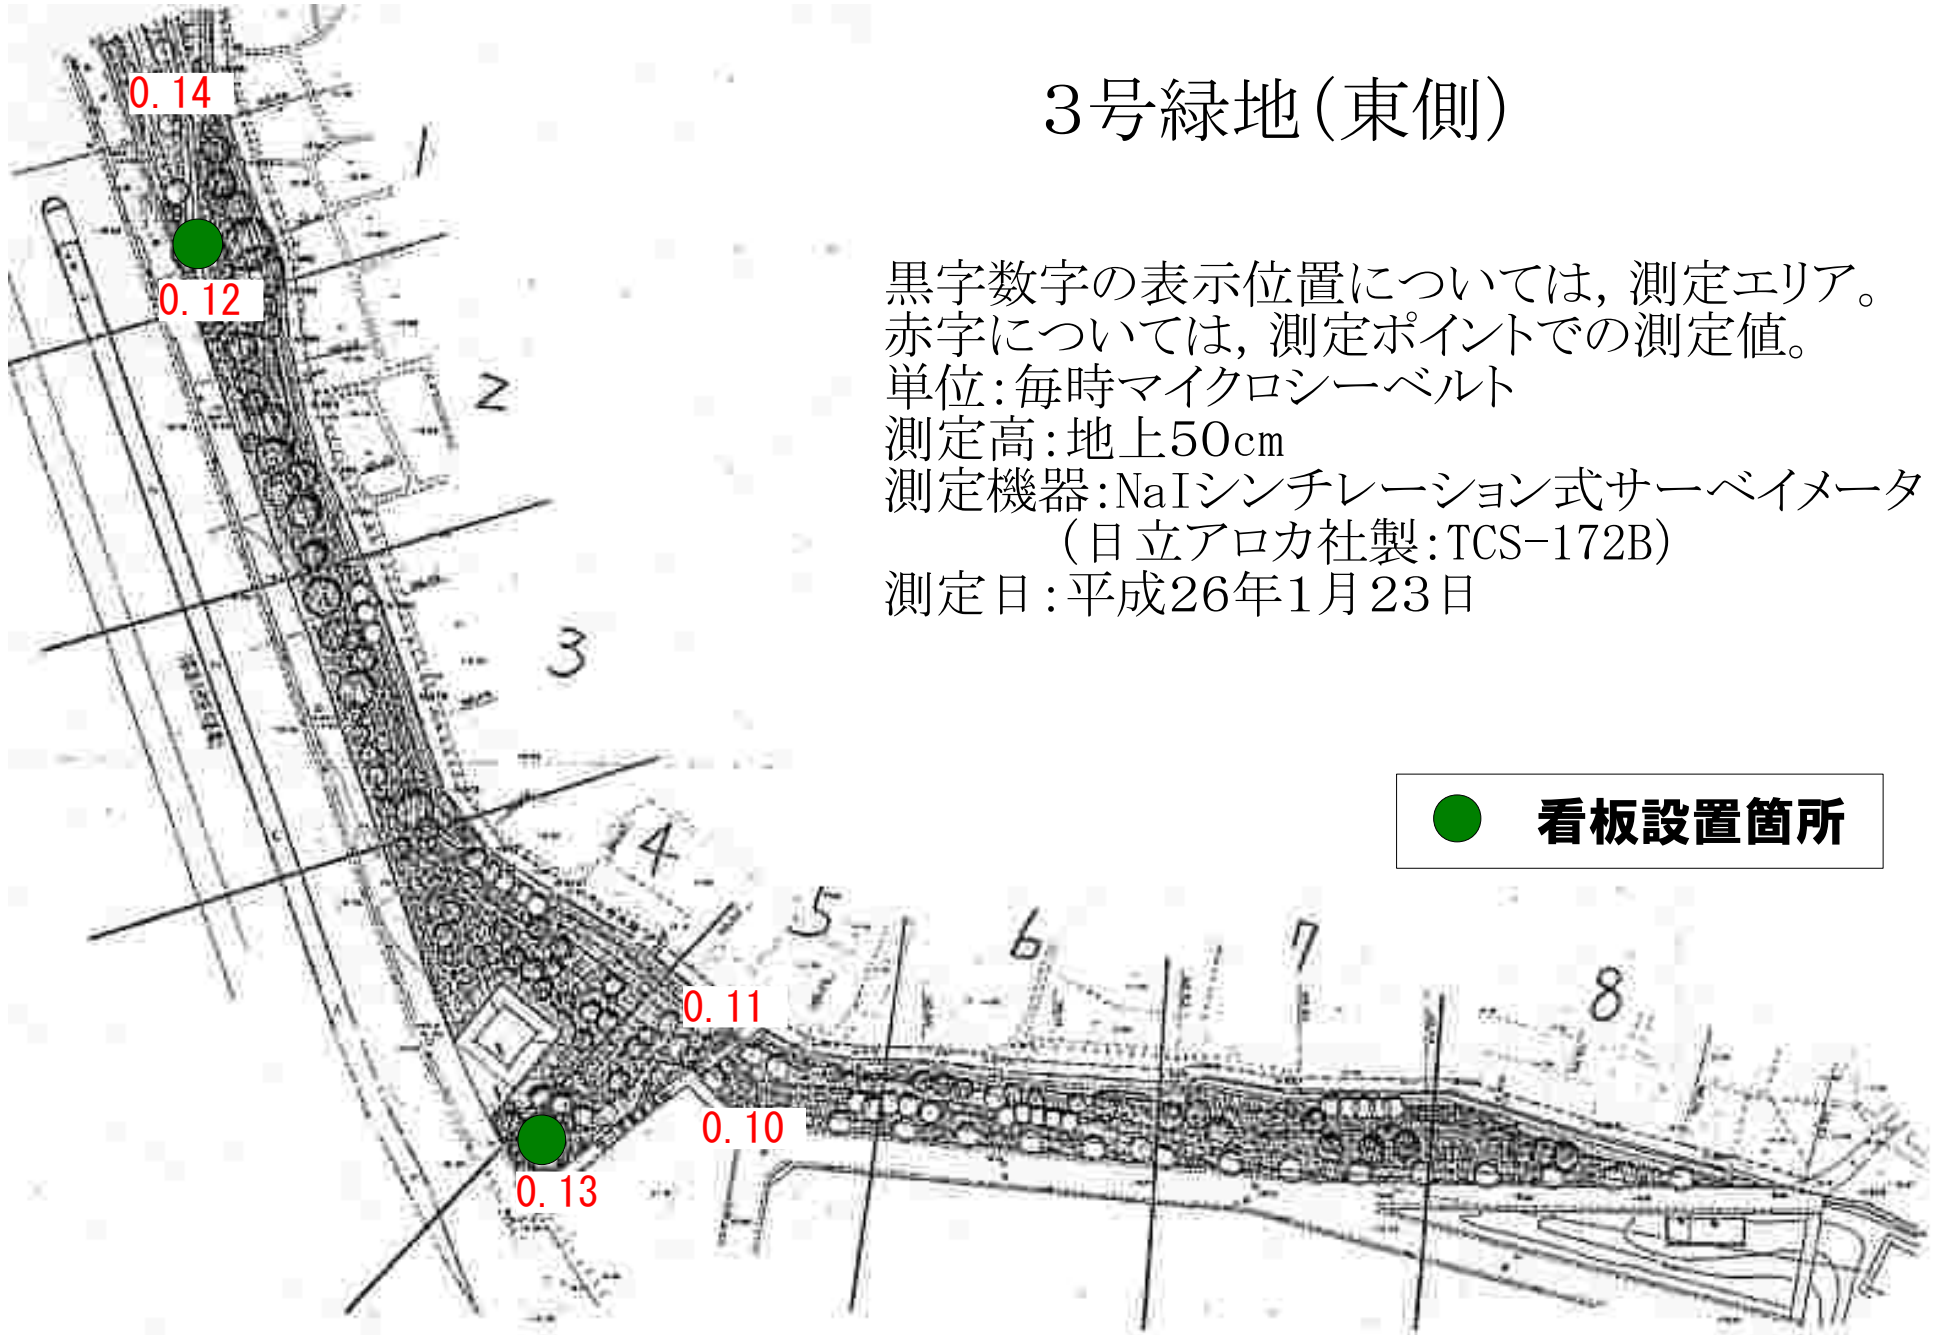 3号緑地(東側)
黒字数字の表示位置については, 測定エリア。
赤字については, 測定ポイントでの測定値。
単位:毎時マイクロシーベルト
測定高:地上50cm
測定機器:NaIシンチレーション式サーベイメータ
(日立アロカ社製:TCS-172B)
測定日:平成26年1月23日
看板設置箇所
0.14
1
0.12
2
3
4
5
6
7
8
0.11
0.10
0.13